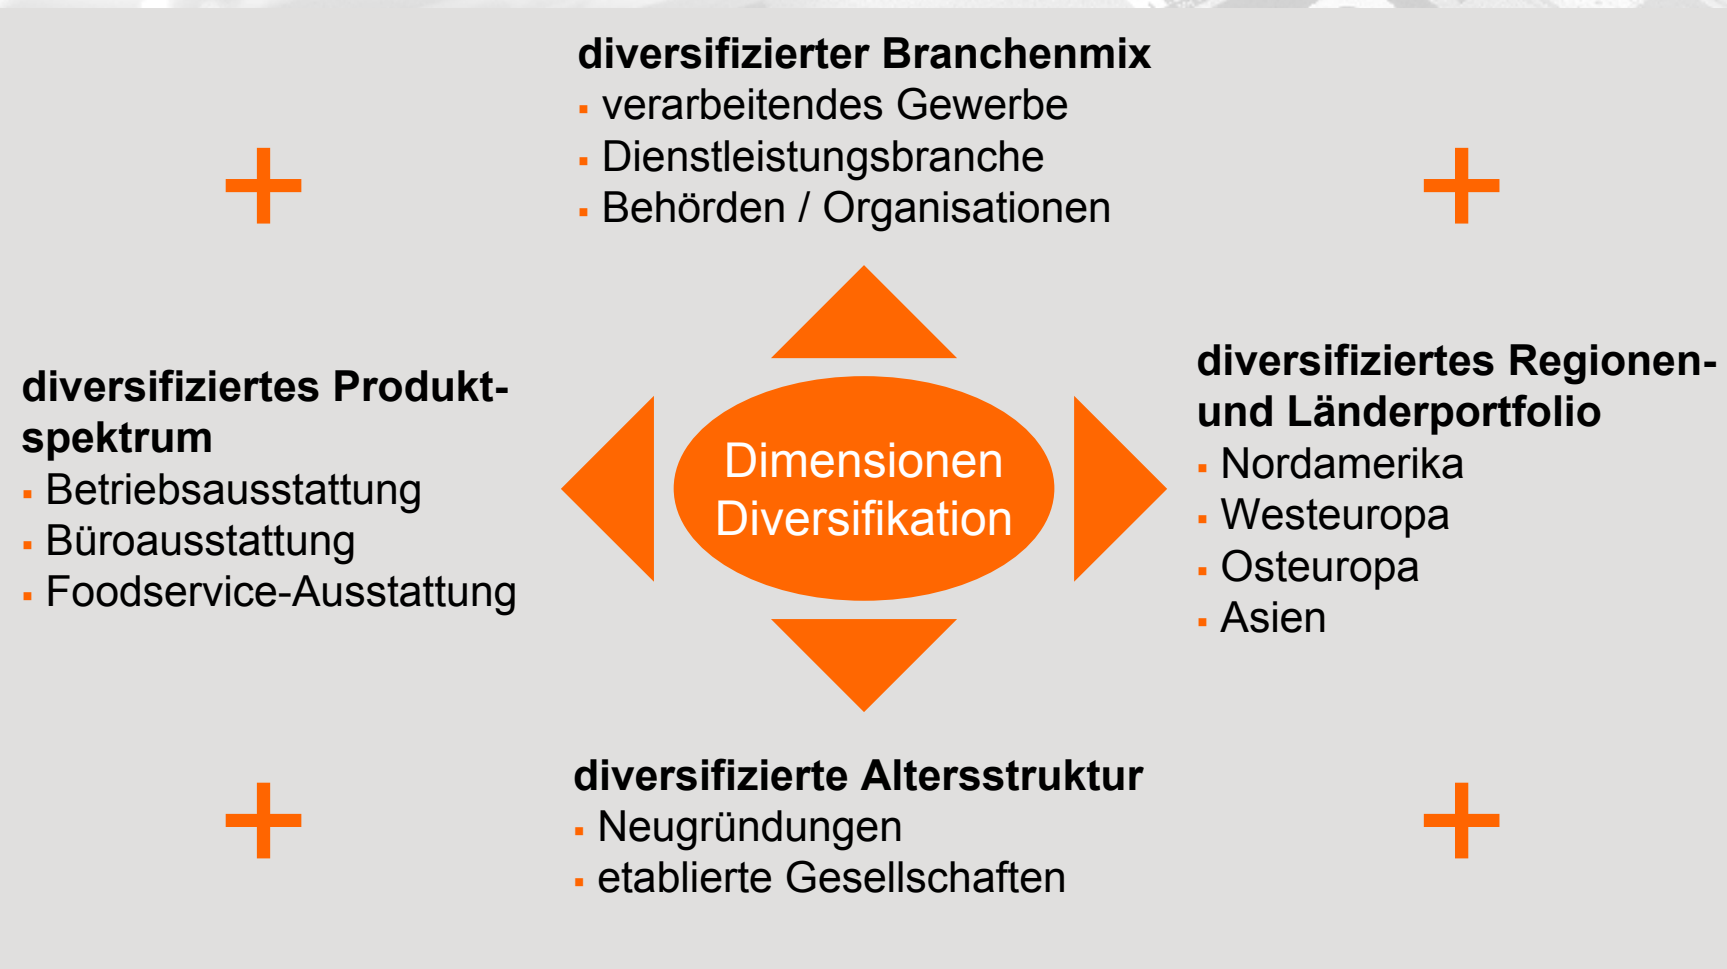 diversifizierter Branchenmix
▪ verarbeitendes Gewerbe
▪ Dienstleistungsbranche
▪ Behörden / Organisationen
diversifiziertes Produkt-
spektrum
▪ Betriebsausstattung
▪ Büroausstattung
▪ Foodservice-Ausstattung
Dimensionen
Diversifikation
diversifiziertes Regionen-
und Länderportfolio
▪ Nordamerika
▪ Westeuropa
▪ Osteuropa
▪ Asien
diversifizierte Altersstruktur
▪ Neugründungen
▪ etablierte Gesellschaften